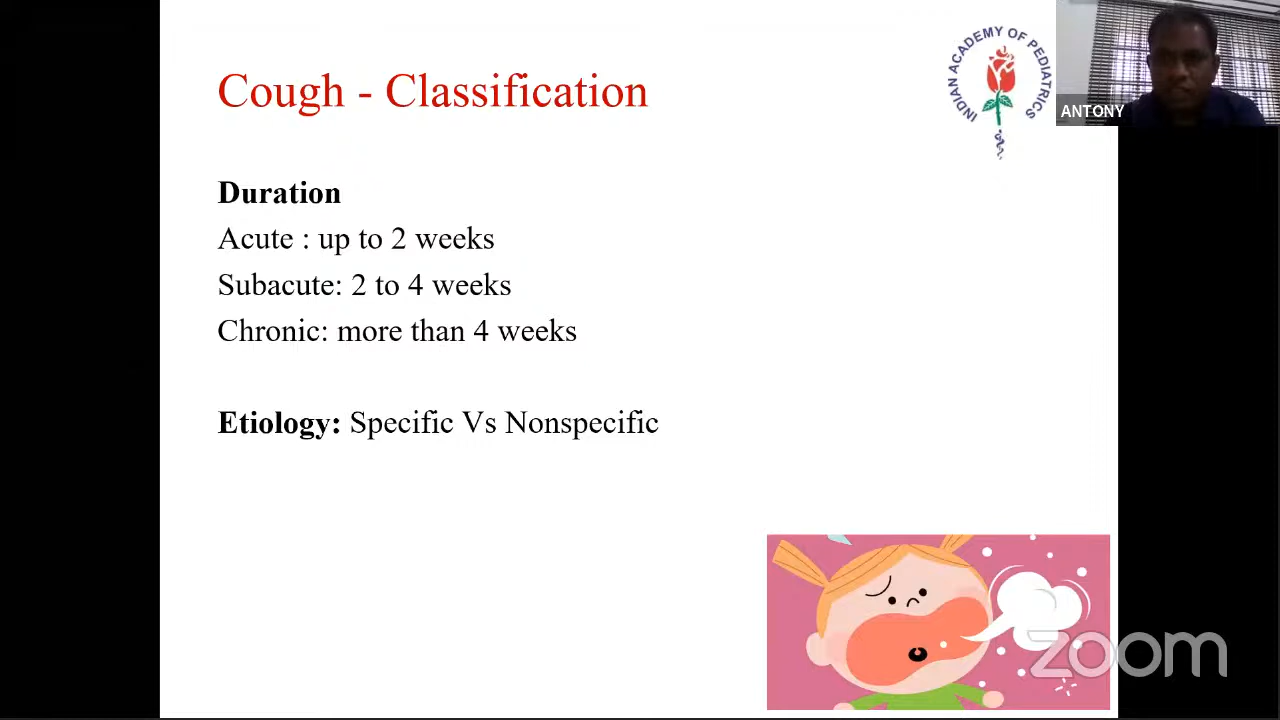 Cough - Classification
INDIAN ACADEMY OF PEDIATRICS
ANTONY
Duration
Acute : up to 2 weeks
Subacute: 2 to 4 weeks
Chronic: more than 4 weeks
Etiology: Specific Vs Nonspecific
zoom